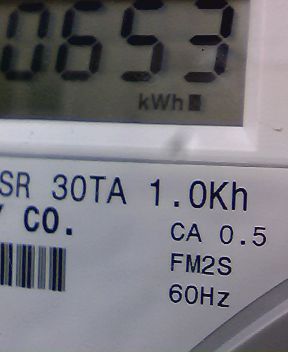 0653
kWh
SR 30TA 1.0Kh
CO.
CA 0.5
FM2S
60Hz